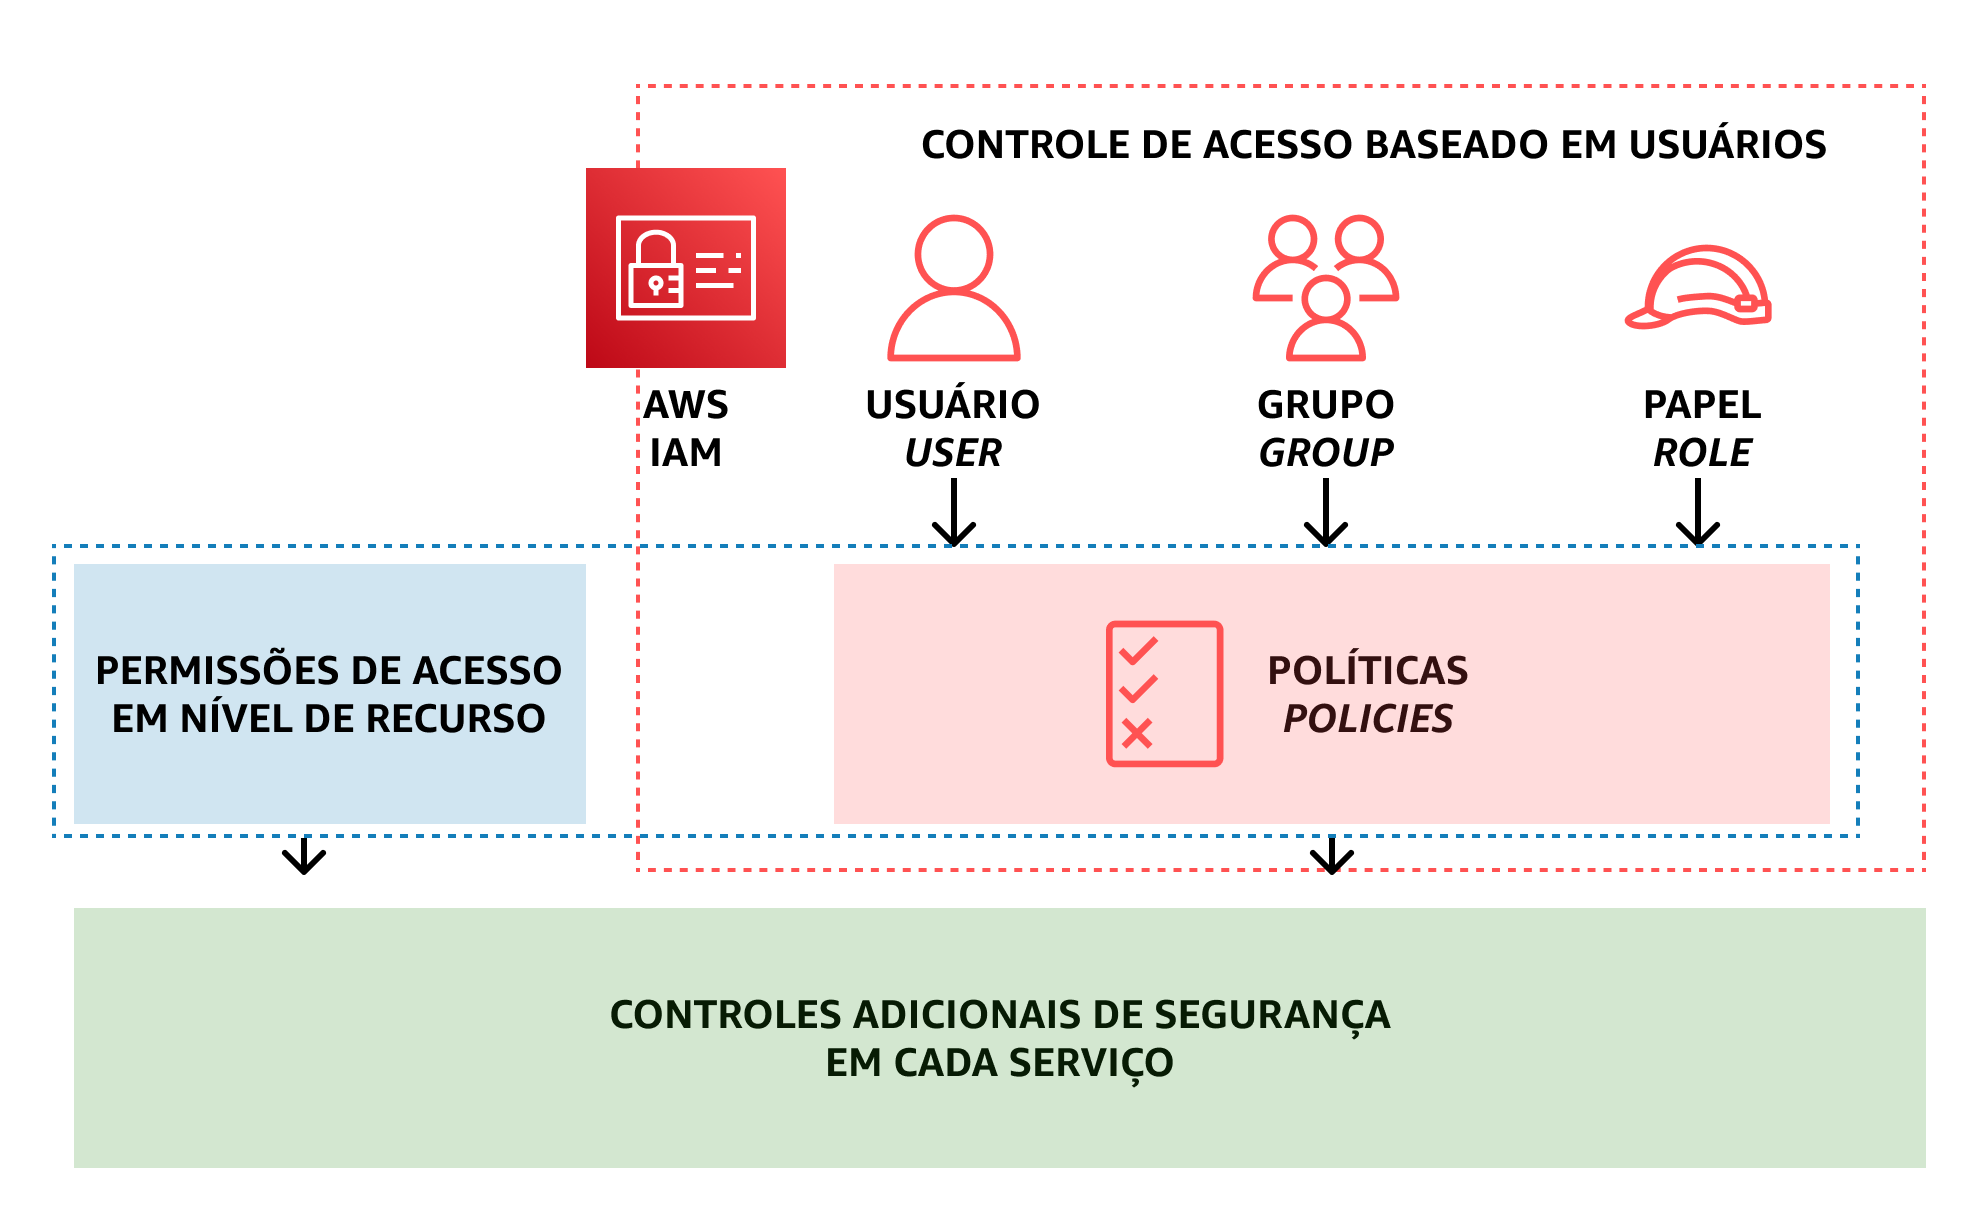 CONTROLE DE ACESSO BASEADO EM USUÁRIOS
AWS
IAM
USUÁRIO
USER
GRUPO
GROUP
PAPEL
ROLE
PERMISSÕES DE ACESSO
EM NÍVEL DE RECURSO
POLÍTICAS
POLICIES
CONTROLES ADICIONAIS DE SEGURANÇA
EM CADA SERVIÇO